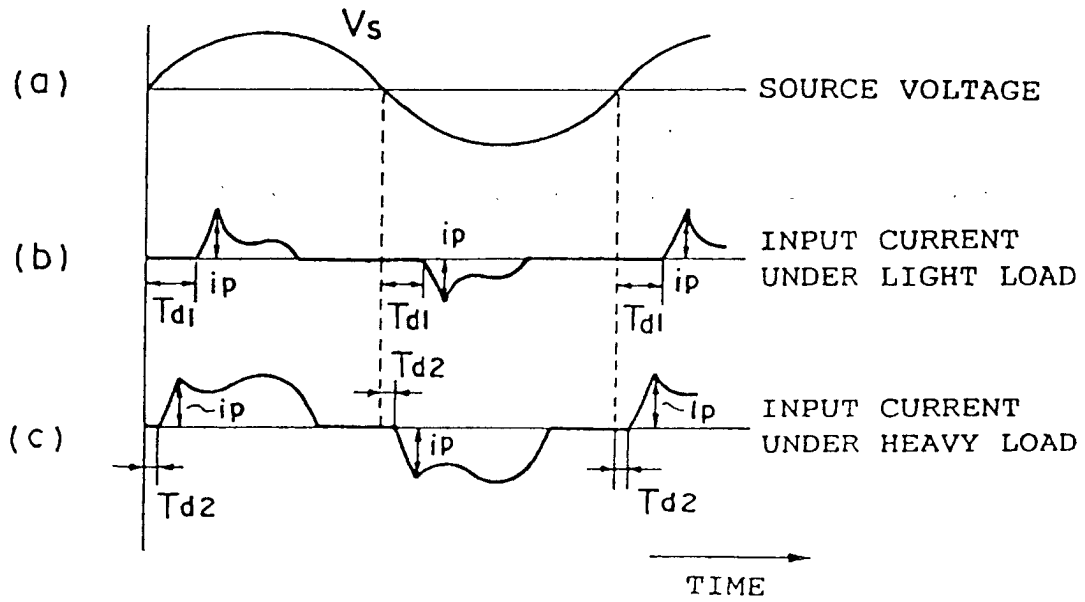 Vs
(a)
SOURCE VOLTAGE
ip
(b)
INPUT CURRENT
UNDER LIGHT LOAD
ip
ip
Td1
Td1
Td1
Td2
~ip
~ip
INPUT CURRENT
UNDER HEAVY LOAD
(c)
ip
Td2
Td2
TIME